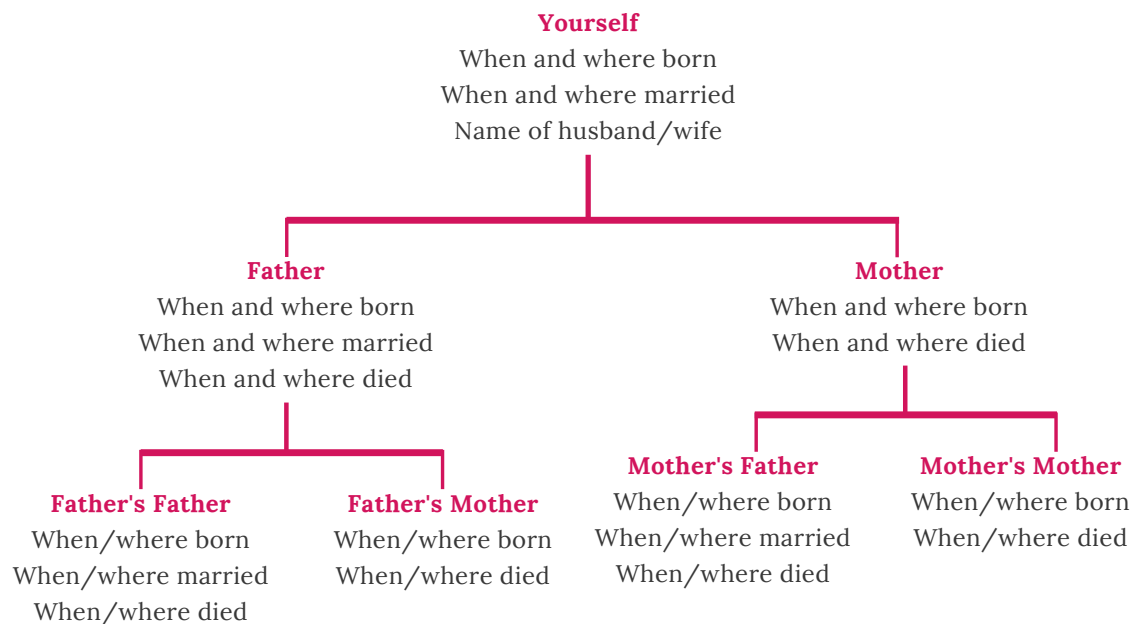 Yourself
When and where born
When and where married
Name of husband/wife
Father
When and where born
When and where married
When and where died
Mother
When and where born
When and where died
Father's Father
When/where born
When/where married
When/where died
Father's Mother
When/where born
When/where died
Mother's Father
When/where born
When/where married
When/where died
Mother's Mother
When/where born
When/where died